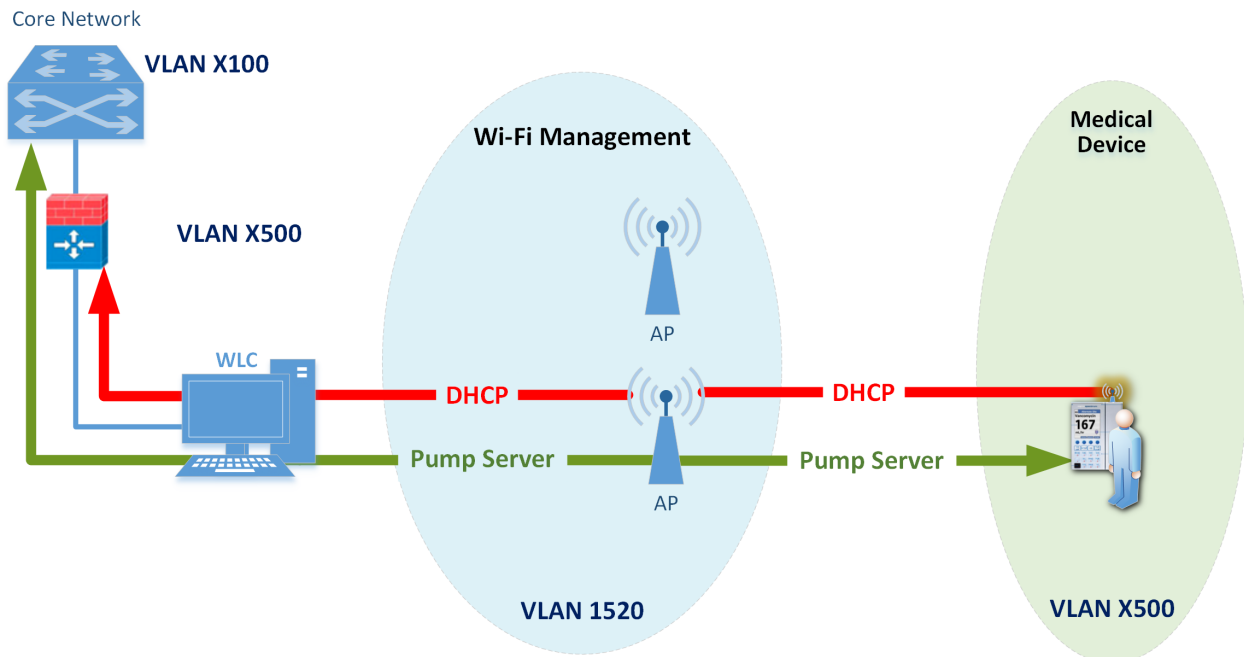 Core Network
VLAN X100
Wi-Fi Management
Medical
Device
VLAN X500
AP
WLC
DHCP
DHCP
167
Pump Server
Pump Server
AP
VLAN 1520
VLAN X500